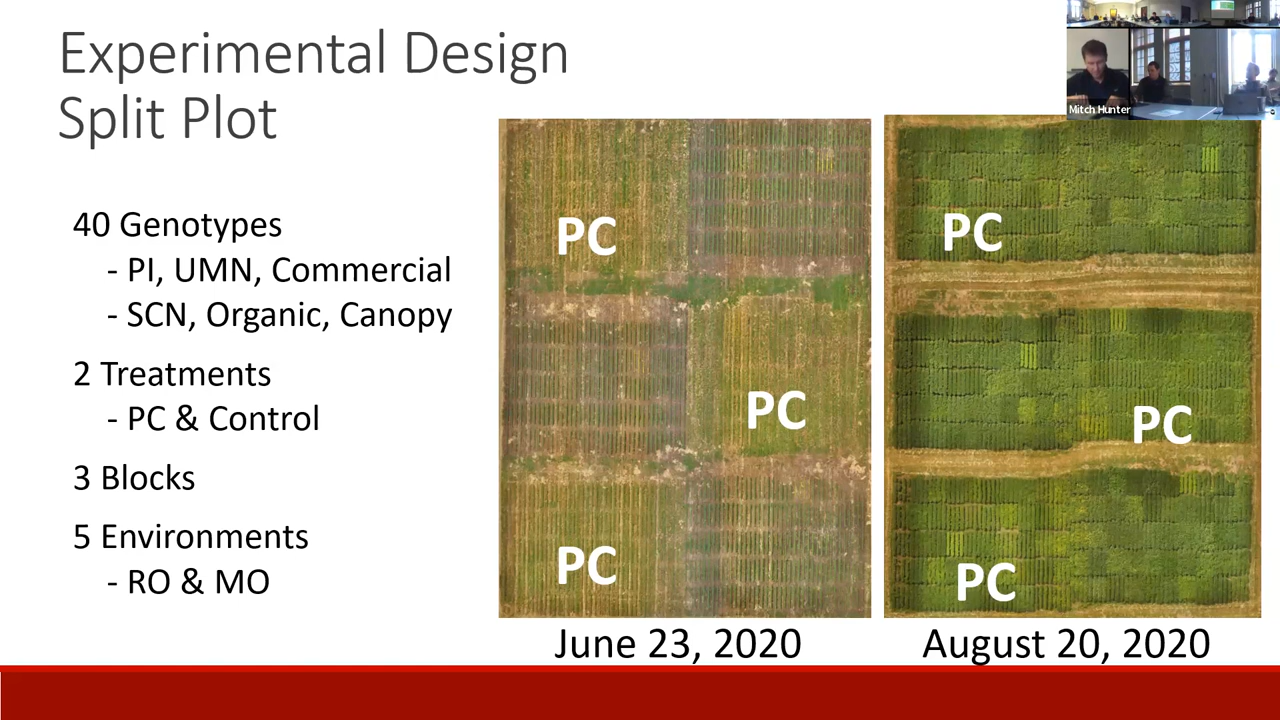 Experimental Design
Split Plot
Mitch Hunter
40 Genotypes
- PI, UMN, Commercial
- SCN, Organic, Canopy
2 Treatments
- PC & Control
3 Blocks
5 Environments
- RO & MO
PC
PC
PC
June 23, 2020
PC
PC
PC
August 20, 2020